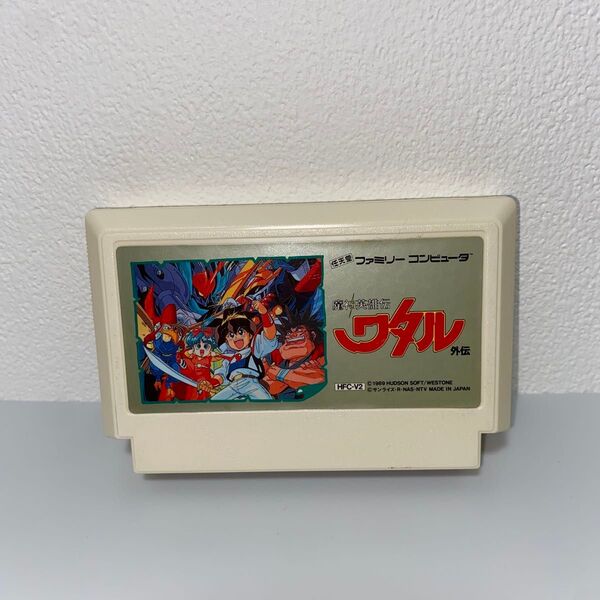 任天堂 ファミリー コンピュータ™
魔神英雄伝
ワタル
外伝
HFC-V2
©1989 HUDSON SOFT/WESTONE
©サンライズ・R・NAS・NTV MADE IN JAPAN